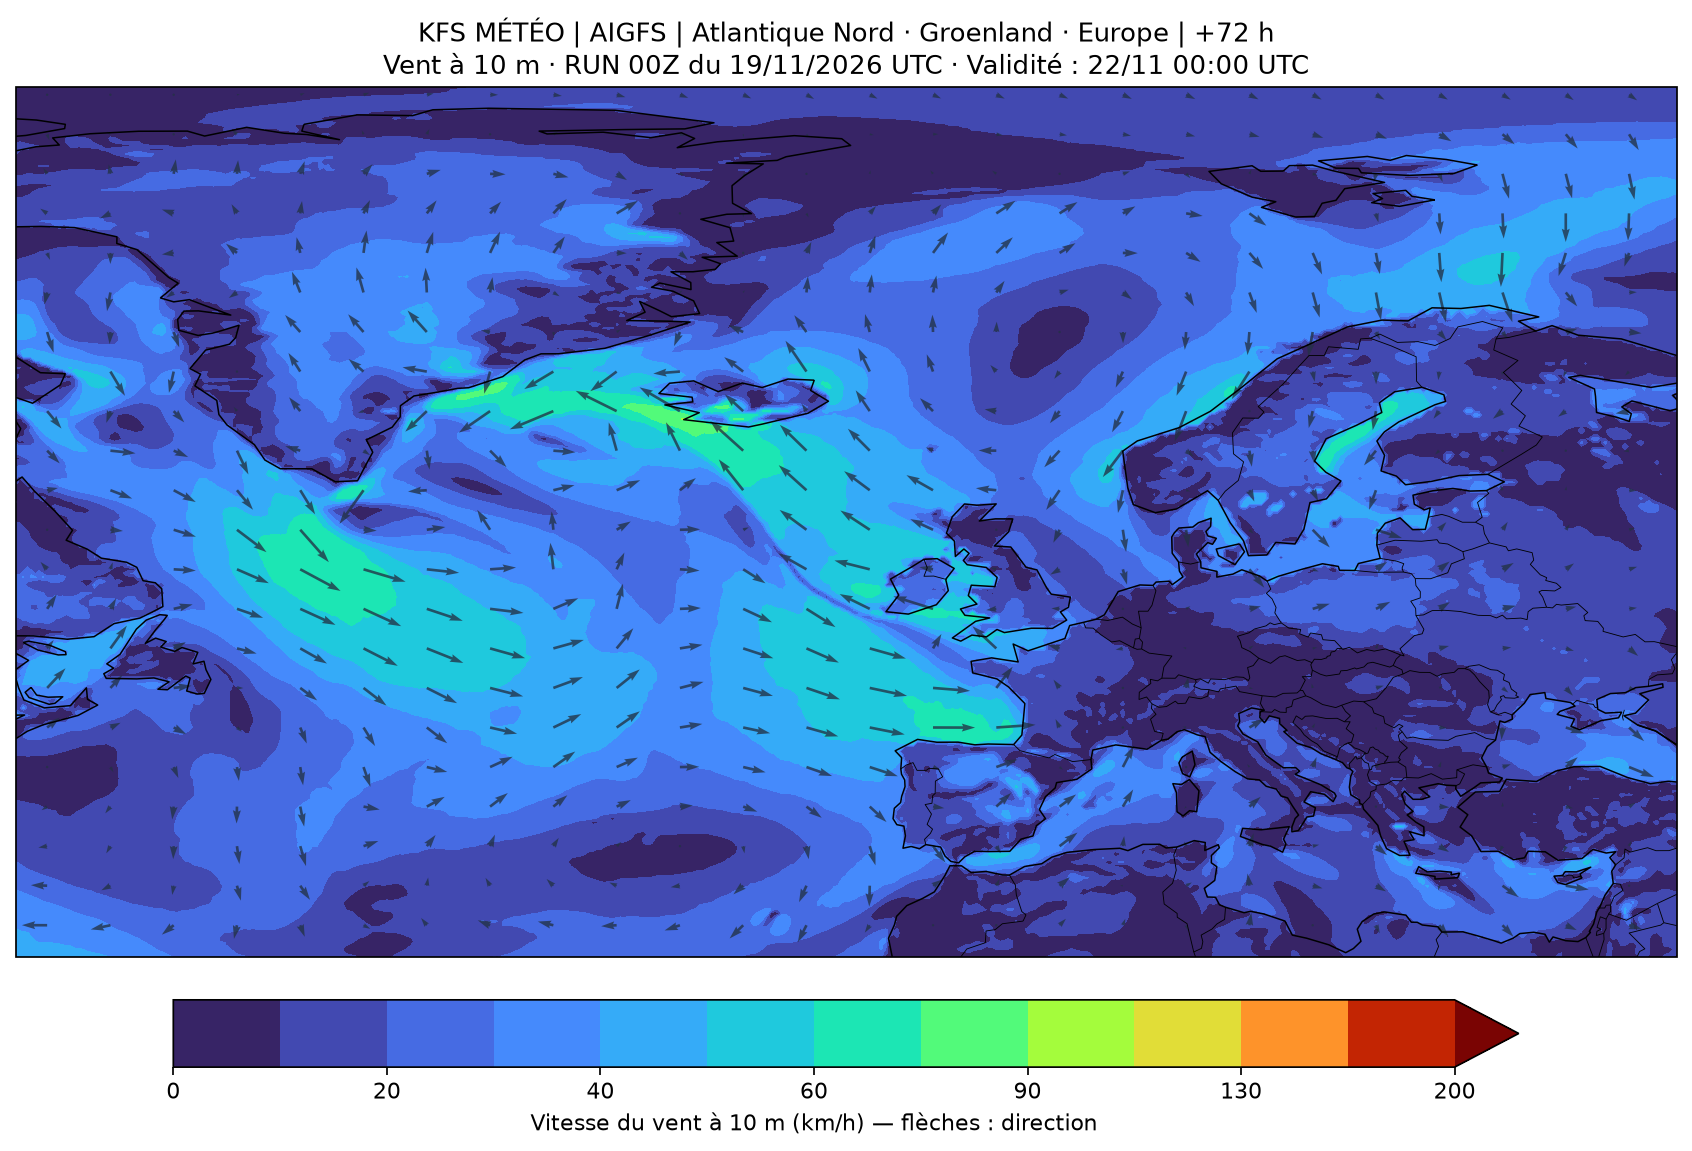 KFS MÉTÉO | AIGFS | Atlantique Nord · Groenland · Europe | +72 h
Vent à 10 m · RUN 00Z du 19/11/2026 UTC · Validité : 22/11 00:00 UTC
0 20 40 60 90 130 200
Vitesse du vent à 10 m (km/h) — flèches : direction